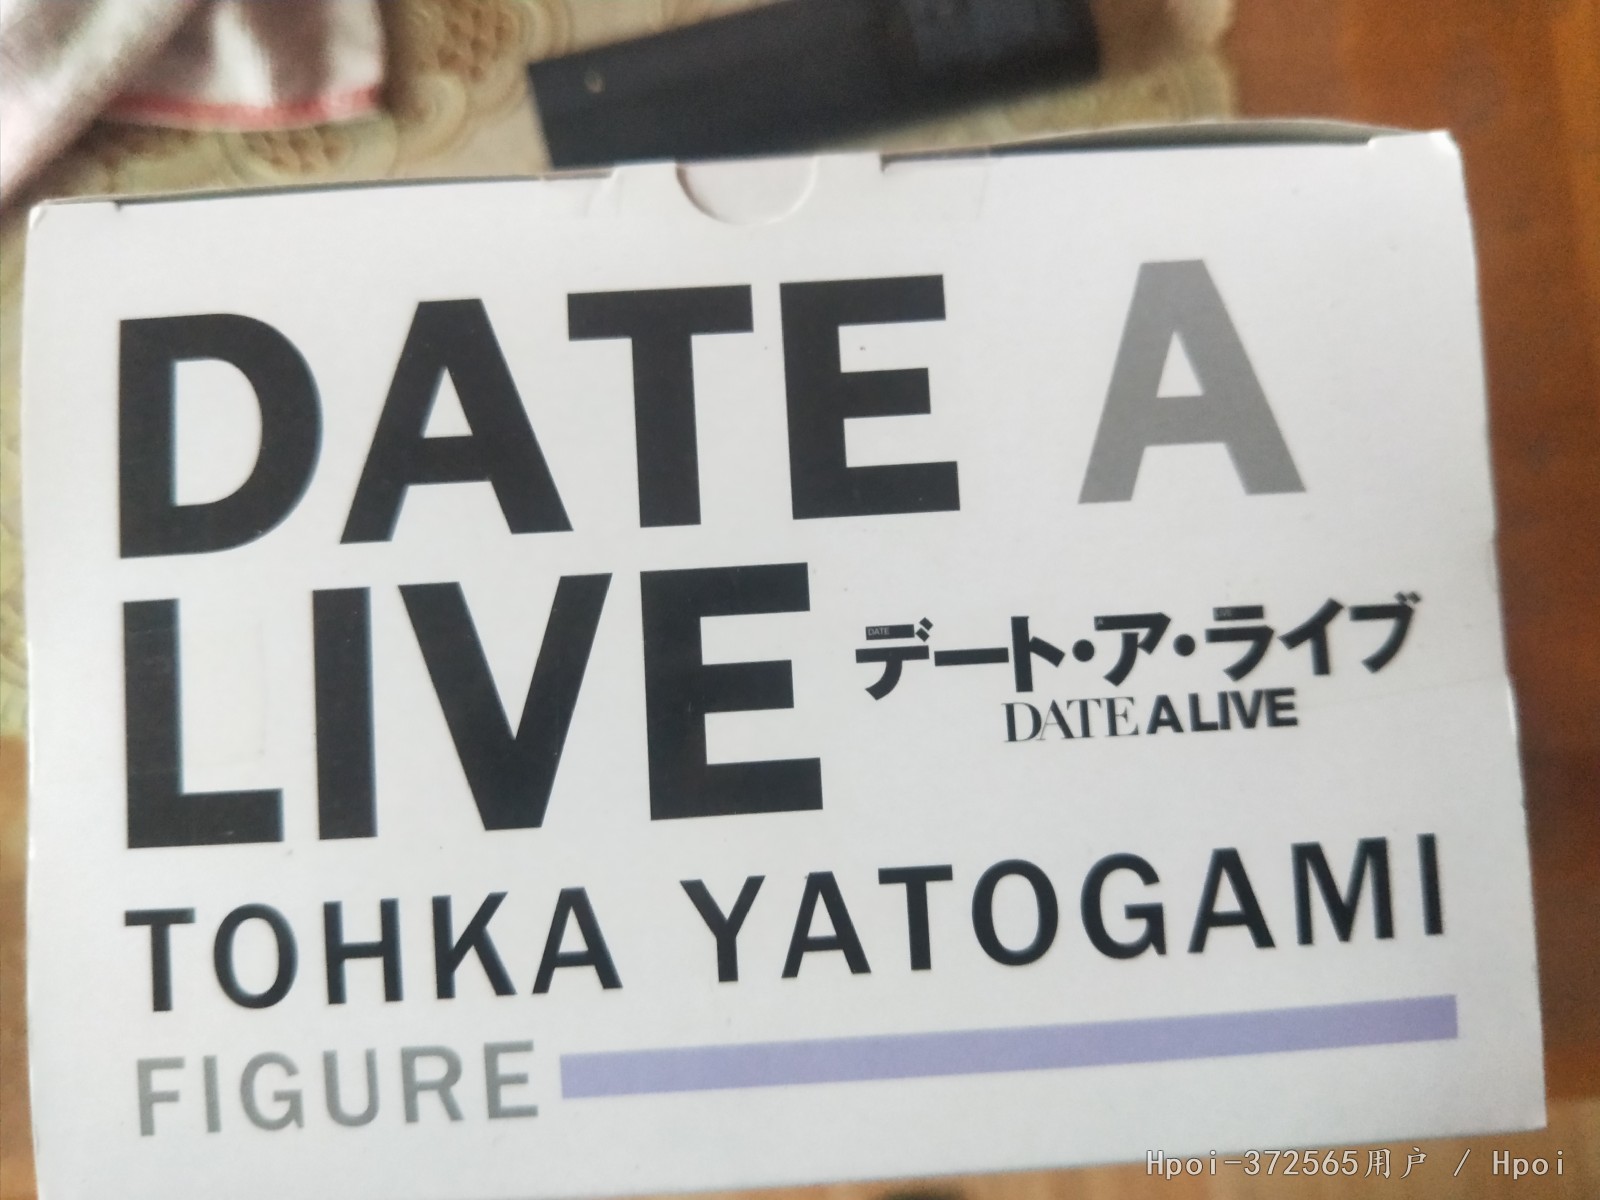 DATE A
LIVE
デート・ア・ライブ
DATE A LIVE
TOHKA YATOGAMI
FIGURE
Hpoi-372565用户 / Hpoi